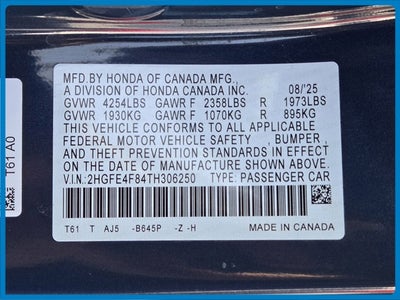 MFD.BY HONDA OF CANADA MFG.,
A DIVISION OF HONDA CANADA INC. 08/'25
GVWR 4254LBS GAWR F 2358LBS R 1973LBS
GVWR 1930KG GAWR F 1070KG R 895KG
THIS VEHICLE CONFORMS TO ALL APPLICABLE
FEDERAL MOTOR VEHICLE SAFETY , BUMPER,
AND THEFT PREVENTION STANDARDS IN EFFECT
ON THE DATE OF MANUFACTURE SHOWN ABOVE.
V.I.N:2HGFE4F84TH306250 TYPE:PASSENGER CAR
T61 T AJ5 -B645P -Z -H MADE IN CANADA
T61 A0